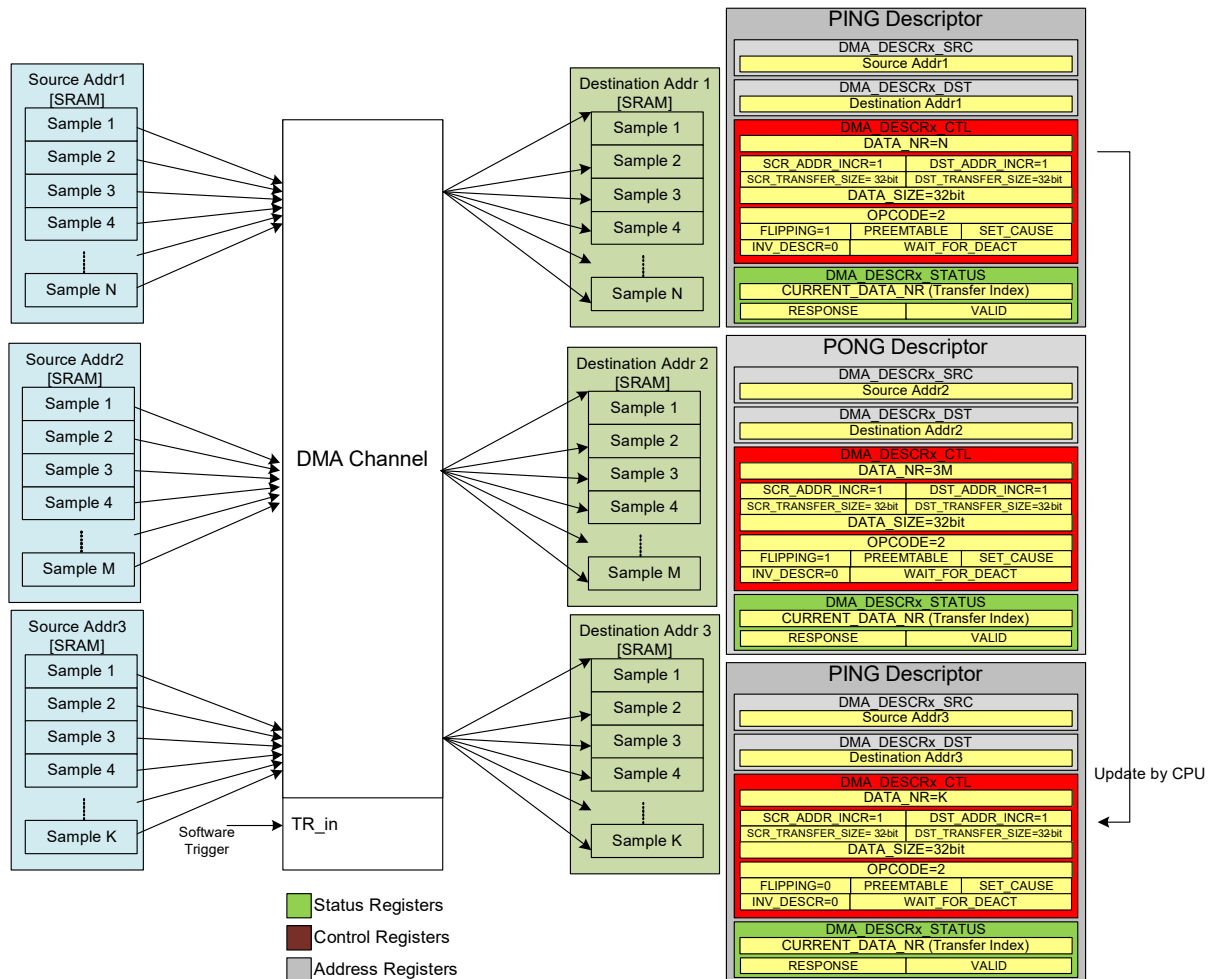 Source Addr1
[SRAM]
Sample 1
Sample 2
Sample 3
Sample 4
Sample N
Source Addr2
[SRAM]
Sample 1
Sample 2
Sample 3
Sample 4
Sample M
Source Addr3
[SRAM]
Sample 1
Sample 2
Sample 3
Sample 4
Sample K
Software
Trigger
DMA Channel
TR_in
Destination Addr 1
[SRAM]
Sample 1
Sample 2
Sample 3
Sample 4
Sample N
Destination Addr 2
[SRAM]
Sample 1
Sample 2
Sample 3
Sample 4
Sample M
Destination Addr 3
[SRAM]
Sample 1
Sample 2
Sample 3
Sample 4
Sample K
PING Descriptor
DMA_DESCRx_SRC
Source Addr1
DMA_DESCRx_DST
Destination Addr1
DMA_DESCRx_CTL
DATA_NR=N
SCR_ADDR_INCR=1 DST_ADDR_INCR=1
SCR_TRANSFER_SIZE= 32-bit DST_TRANSFER_SIZE=32-bit
DATA_SIZE=32bit
OPCODE=2
FLIPPING=1 PREEMTABLE SET_CAUSE
INV_DESCR=0 WAIT_FOR_DEACT
DMA_DESCRx_STATUS
CURRENT_DATA_NR (Transfer Index)
RESPONSE VALID
PONG Descriptor
DMA_DESCRx_SRC
Source Addr2
DMA_DESCRx_DST
Destination Addr2
DMA_DESCRx_CTL
DATA_NR=3M
SCR_ADDR_INCR=1 DST_ADDR_INCR=1
SCR_TRANSFER_SIZE= 32-bit DST_TRANSFER_SIZE=32-bit
DATA_SIZE=32bit
OPCODE=2
FLIPPING=1 PREEMTABLE SET_CAUSE
INV_DESCR=0 WAIT_FOR_DEACT
DMA_DESCRx_STATUS
CURRENT_DATA_NR (Transfer Index)
RESPONSE VALID
PING Descriptor
DMA_DESCRx_SRC
Source Addr3
DMA_DESCRx_DST
Destination Addr3
DMA_DESCRx_CTL
DATA_NR=K
SCR_ADDR_INCR=1 DST_ADDR_INCR=1
SCR_TRANSFER_SIZE= 32-bit DST_TRANSFER_SIZE=32-bit
DATA_SIZE=32bit
OPCODE=2
FLIPPING=0 PREEMTABLE SET_CAUSE
INV_DESCR=0 WAIT_FOR_DEACT
DMA_DESCRx_STATUS
CURRENT_DATA_NR (Transfer Index)
RESPONSE VALID
Update by CPU
Status Registers
Control Registers
Address Registers